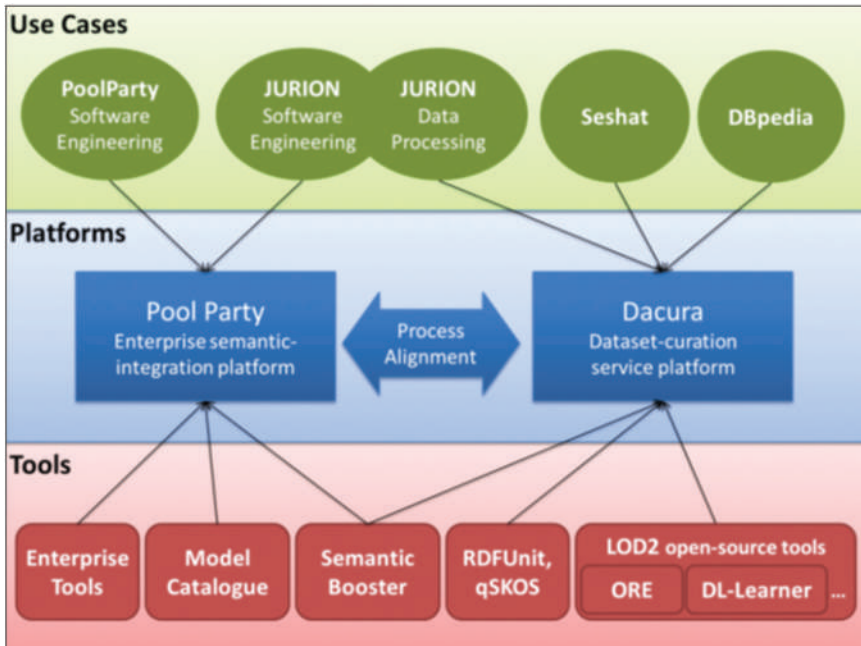 Use Cases
PoolParty
Software
Engineering
JURION
Software
Engineering
JURION
Data
Processing
Seshat
DBpedia
Platforms
Pool Party
Enterprise semantic-
integration platform
Process
Alignment
Dacura
Dataset-curation
service platform
Tools
Enterprise
Tools
Model
Catalogue
Semantic
Booster
RDFUnit,
qSKOS
LOD2 open-source tools
ORE
DL-Learner
...